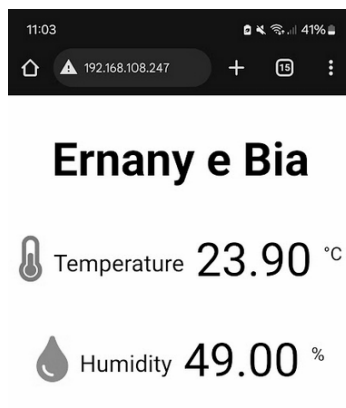 11:03 41%
192.168.108.247 15
Ernany e Bia
Temperature 23.90 °C
Humidity 49.00 %